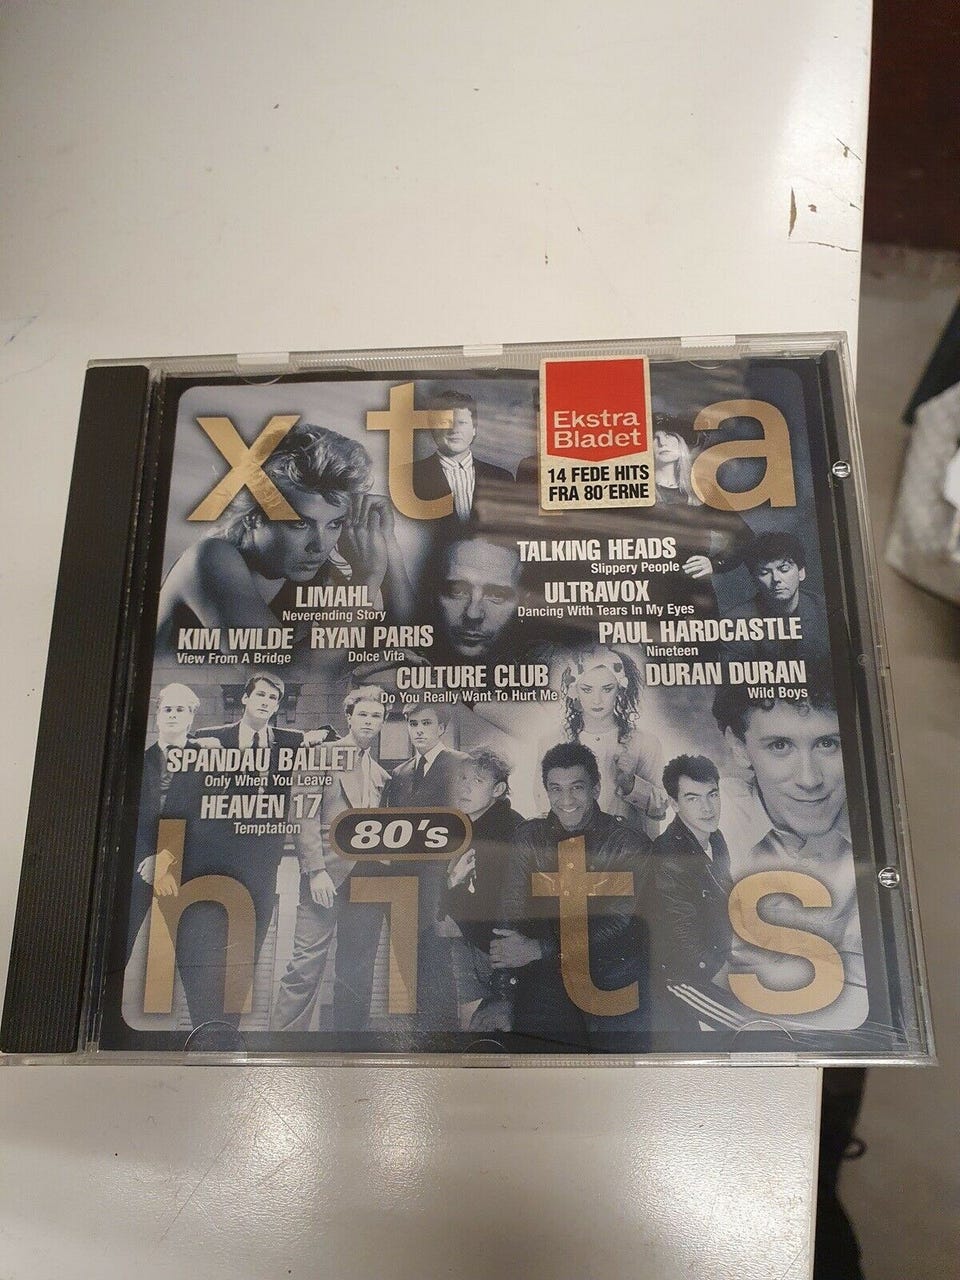 xt a
Ekstra
Bladet
14 FEDE HITS
FRA 80´ERNE
TALKING HEADS
Slippery People
LIMAHL
Neverending Story
ULTRAVOX
Dancing With Tears In My Eyes
KIM WILDE
View From A Bridge
RYAN PARIS
Dolce Vita
PAUL HARDCASTLE
Nineteen
CULTURE CLUB
Do You Really Want To Hurt Me
DURAN DURAN
Wild Boys
SPANDAU BALLET
Only When You Leave
HEAVEN 17
Temptation
80's
hits